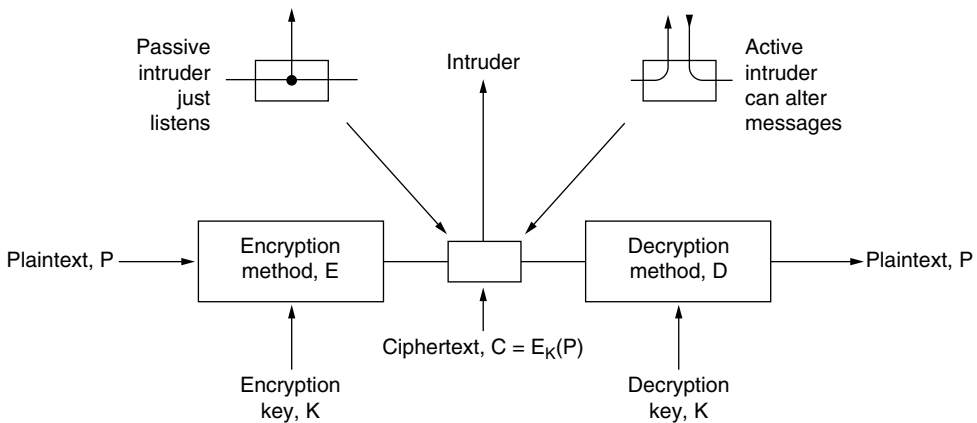 Passive
intruder
just
listens
Intruder
Active
intruder
can alter
messages
Plaintext, P
Encryption
method, E
Decryption
method, D
Plaintext, P
Ciphertext, C = E_K(P)
Encryption
key, K
Decryption
key, K